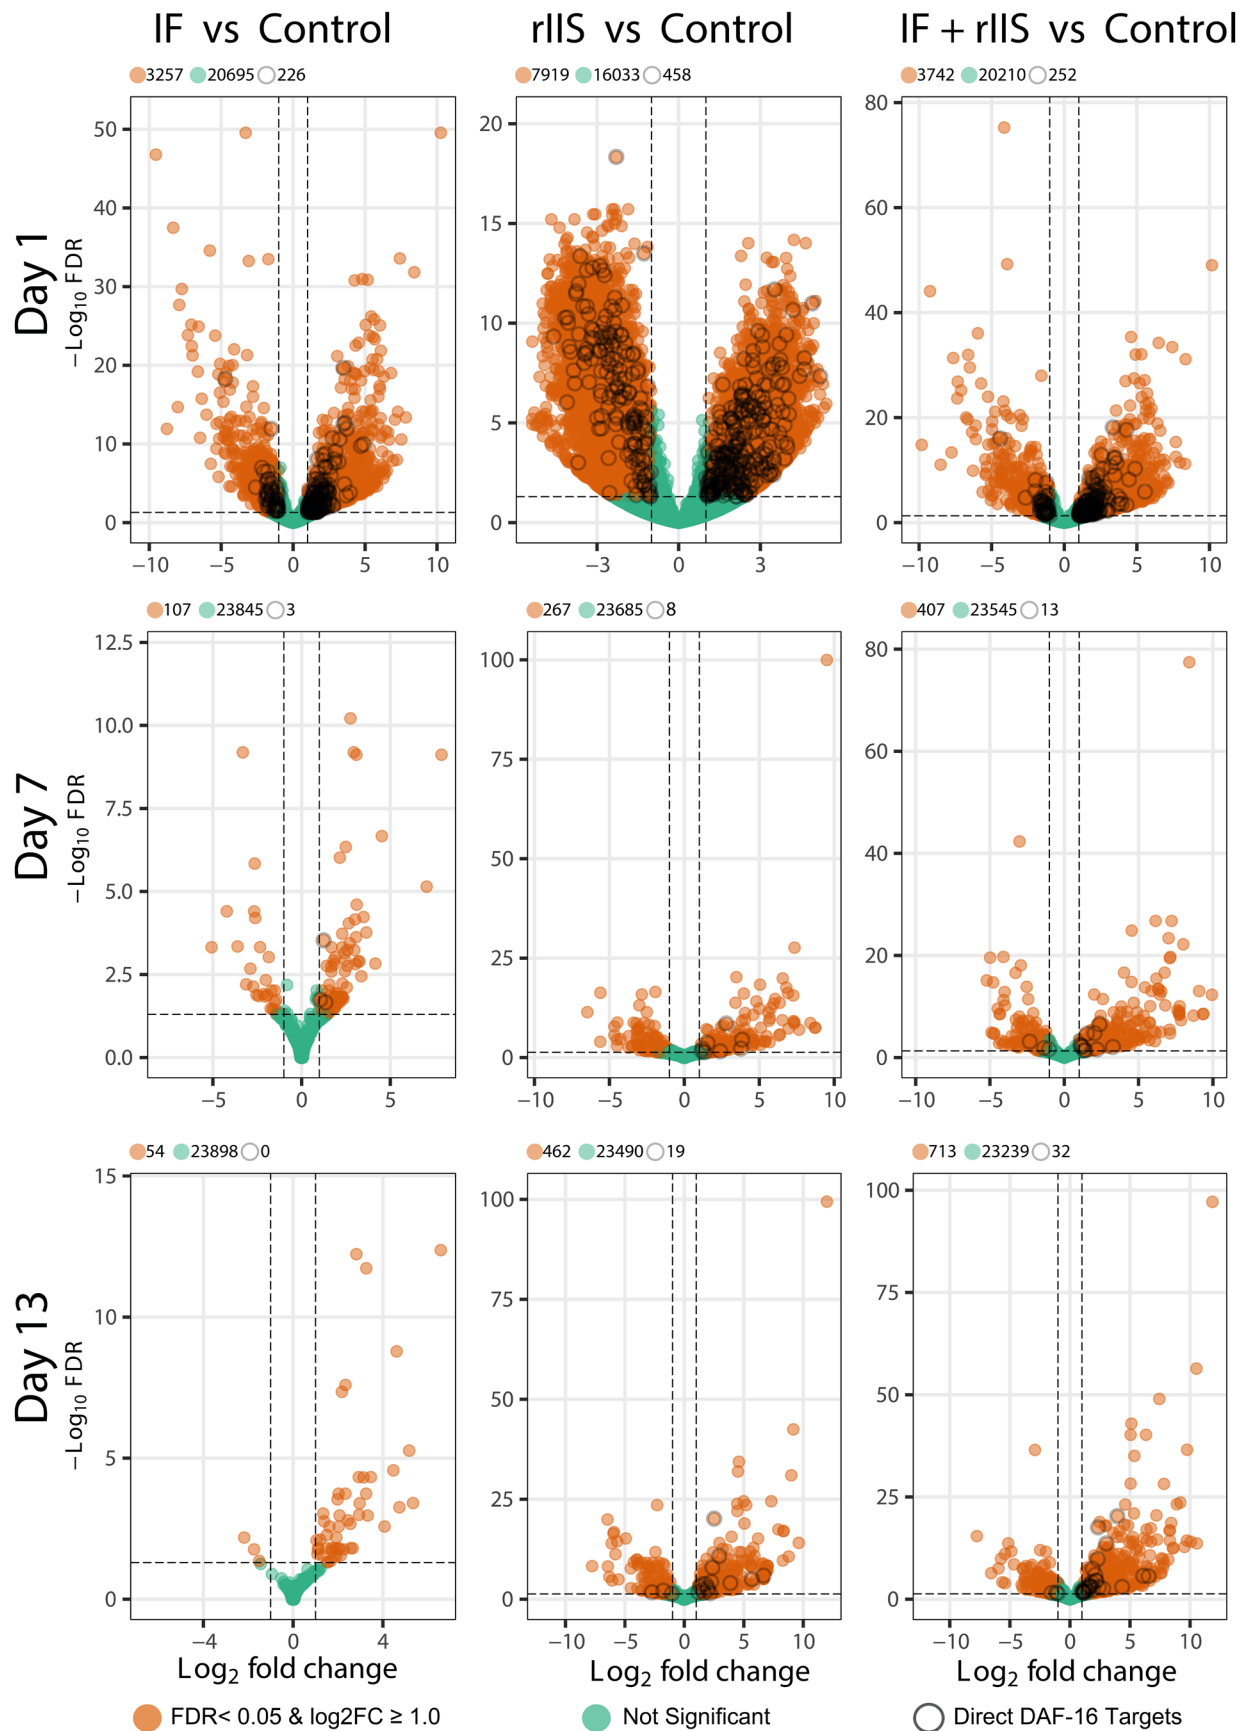 IF vs Control
rIIS vs Control
IF + rIIS vs Control
3257 20695 226
7919 16033 458
3742 20210 252
Day 1
−Log10 FDR
50
40
30
20
10
0
−10 −5 0 5 10
20
15
10
5
0
−3 0 3
80
60
40
20
0
−10 −5 0 5 10
107 23845 3
267 23685 8
407 23545 13
Day 7
−Log10 FDR
12.5
10.0
7.5
5.0
2.5
0.0
−5 0 5
100
75
50
25
0
−10 −5 0 5 10
80
60
40
20
0
−10 −5 0 5 10
54 23898 0
462 23490 19
713 23239 32
Day 13
−Log10 FDR
15
10
5
0
−4 0 4
100
75
50
25
0
−10 −5 0 5 10
100
75
50
25
0
−10 −5 0 5 10
Log2 fold change
Log2 fold change
Log2 fold change
FDR< 0.05 & log2FC ≥ 1.0
Not Significant
Direct DAF-16 Targets